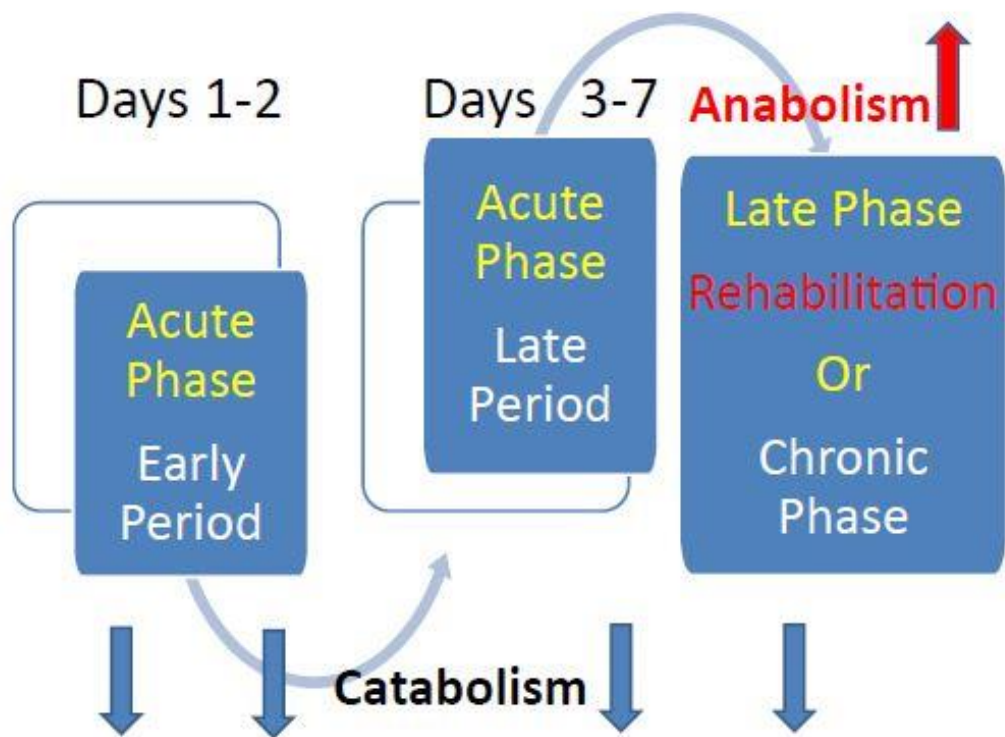 Days 1-2
Acute
Phase
Early
Period
Days 3-7
Acute
Phase
Late
Period
Anabolism
Late Phase
Rehabilitation
Or
Chronic
Phase
Catabolism